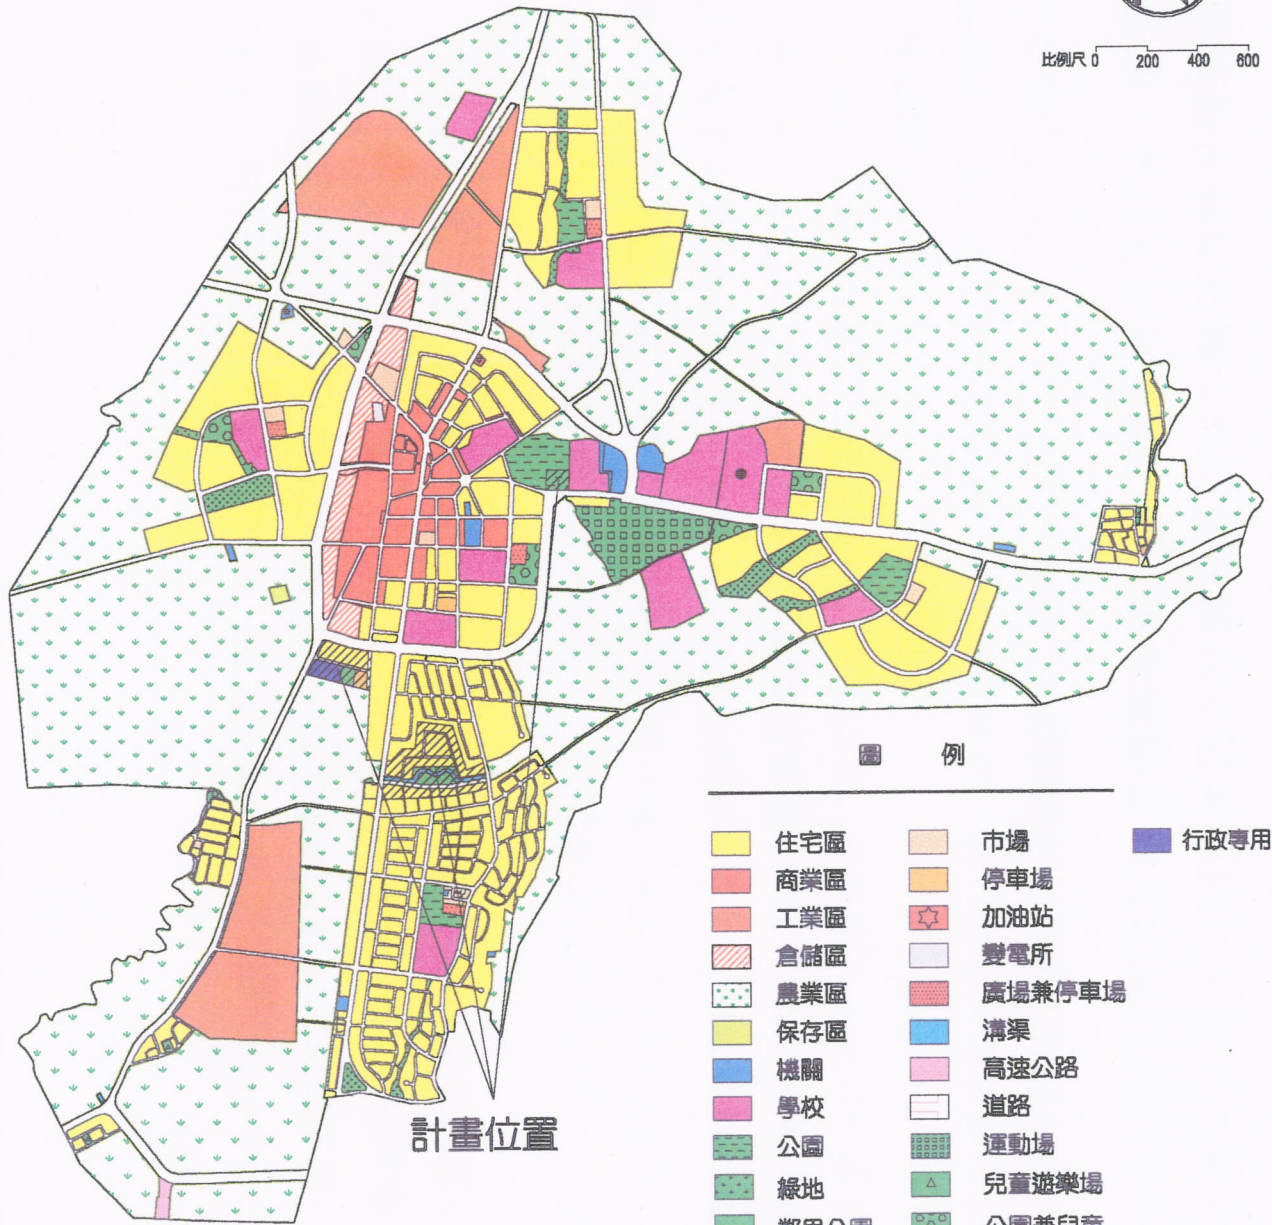 比例尺 0 200 400 600
圖 例
住宅區 市場 行政專用
商業區 停車場
工業區 加油站
倉儲區 變電所
農業區 廣場兼停車場
保存區 溝渠
機關 高速公路
學校 道路
公園 運動場
綠地 兒童遊樂場
計畫位置